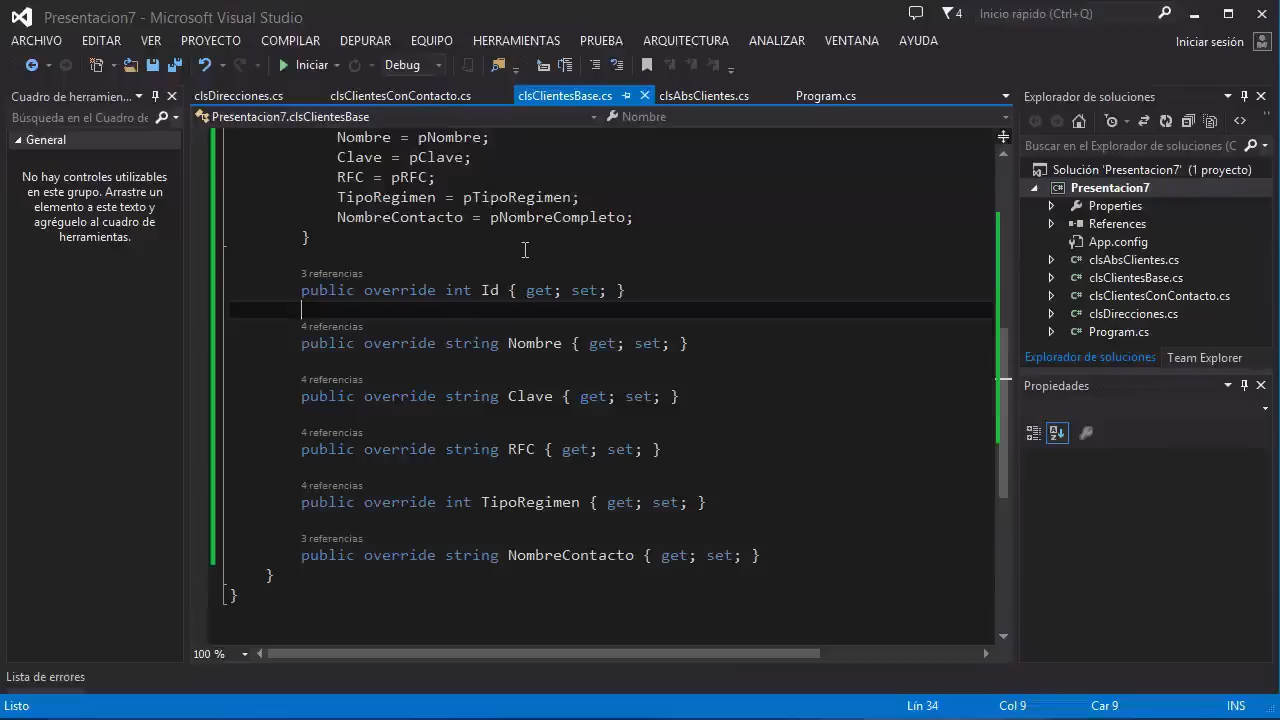 Presentacion7 - Microsoft Visual Studio
4
Inicio rápido (Ctrl+Q)
ARCHIVO EDITAR VER PROYECTO COMPILAR DEPURAR EQUIPO HERRAMIENTAS PRUEBA ARQUITECTURA ANALIZAR VENTANA AYUDA
Iniciar sesión
Iniciar
Debug
Cuadro de herramien...
Búsqueda en el Cuadro de
General
No hay controles utilizables
en este grupo. Arrastre un
elemento a este texto y
agréguelo al cuadro de
herramientas.
clsDirecciones.cs clsClientesConContacto.cs clsClientesBase.cs clsAbsClientes.cs Program.cs
Presentacion7.clsClientesBase
Nombre
Nombre = pNombre;
Clave = pClave;
RFC = pRFC;
TipoRegimen = pTipoRegimen;
NombreContacto = pNombreCompleto;
}
3 referencias
public override int Id { get; set; }
4 referencias
public override string Nombre { get; set; }
4 referencias
public override string Clave { get; set; }
4 referencias
public override string RFC { get; set; }
4 referencias
public override int TipoRegimen { get; set; }
3 referencias
public override string NombreContacto { get; set; }
}
}
100 %
Explorador de soluciones
Buscar en el Explorador de soluciones (C
Solución 'Presentacion7' (1 proyecto)
Presentacion7
Properties
References
App.config
clsAbsClientes.cs
clsClientesBase.cs
clsClientesConContacto.cs
clsDirecciones.cs
Program.cs
Explorador de soluciones Team Explorer
Propiedades
Lista de errores
Listo
Lín 34
Col 9
Car 9
INS